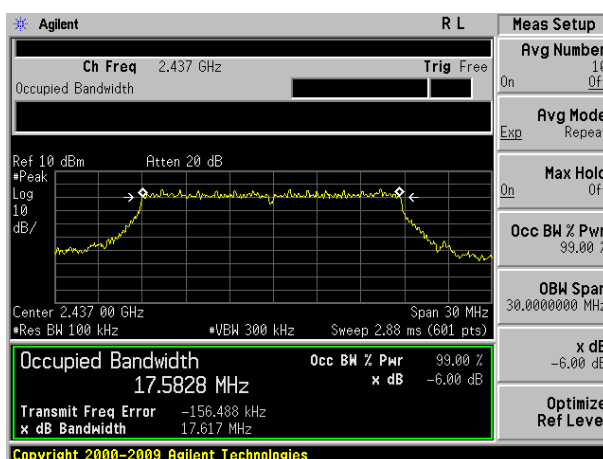 Agilent R L Meas Setup
Ch Freq 2.437 GHz Trig Free
Occupied Bandwidth
Ref 10 dBm Atten 20 dB
#Peak
Log
10
dB/
Center 2.437 00 GHz Span 30 MHz
#Res BW 100 kHz #VBW 300 kHz Sweep 2.88 ms (601 pts)
Occupied Bandwidth Occ BW % Pwr 99.00 %
17.5828 MHz x dB -6.00 dB
Transmit Freq Error -156.488 kHz
x dB Bandwidth 17.617 MHz
Copyright 2000-2009 Agilent Technologies
Avg Number
On
Avg Mode
Exp Repea
Max Hold
On
Occ BW % Pwr
99.00
OBW Span
30.0000000 MHz
x dB
-6.00 dB
Optimize
Ref Leve